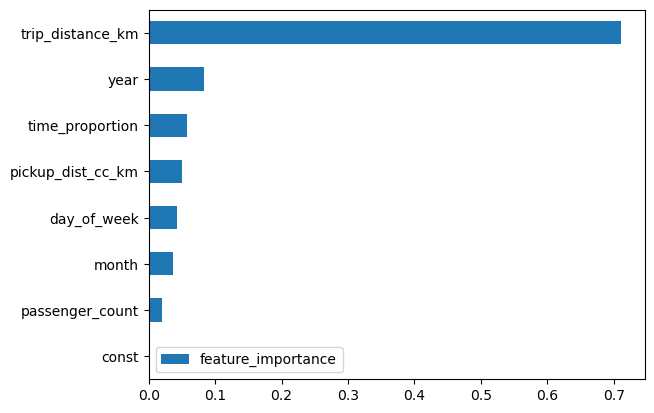 trip_distance_km
year
time_proportion
pickup_dist_cc_km
day_of_week
month
passenger_count
const
feature_importance
0.0 0.1 0.2 0.3 0.4 0.5 0.6 0.7